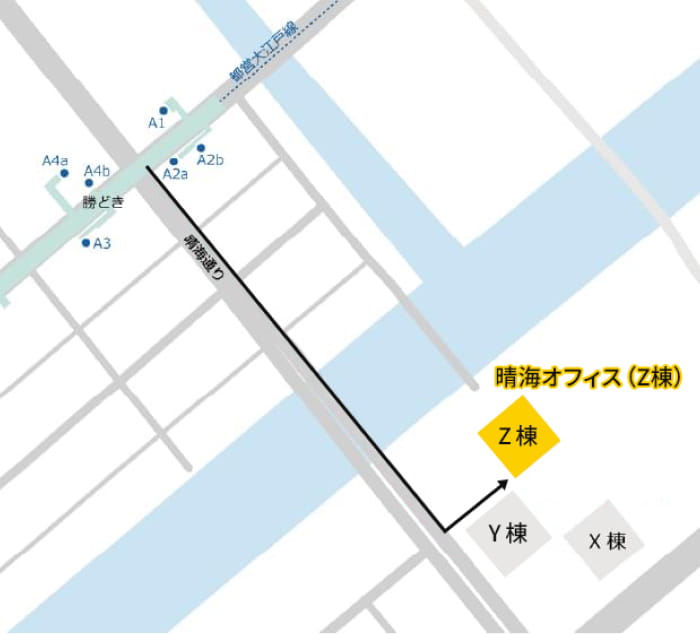 都営大江戸線
A1
A2b
A2a
A4a
A4b
勝どき
A3
晴海通り
晴海オフィス（Z棟）
Z 棟
Y 棟
X 棟